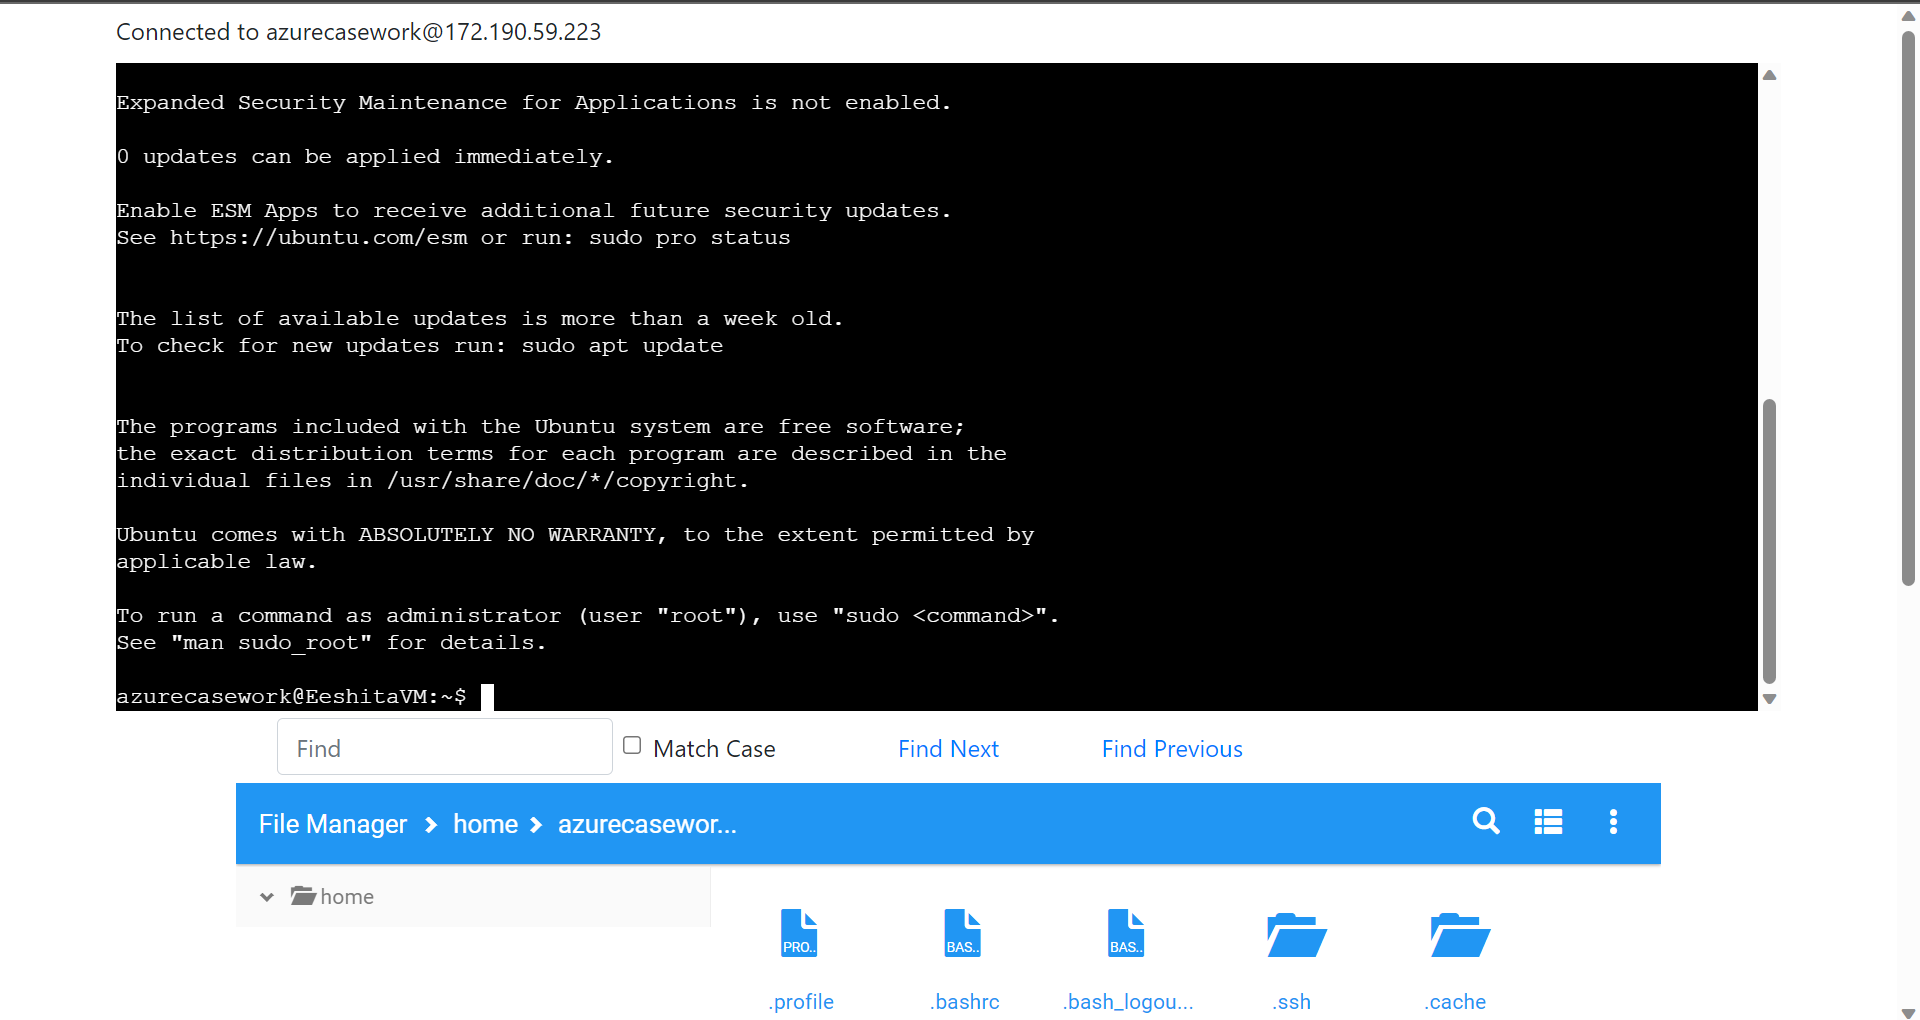 Connected to azurecasework@172.190.59.223
Expanded Security Maintenance for Applications is not enabled.
0 updates can be applied immediately.
Enable ESM Apps to receive additional future security updates.
See https://ubuntu.com/esm or run: sudo pro status
The list of available updates is more than a week old.
To check for new updates run: sudo apt update
The programs included with the Ubuntu system are free software;
the exact distribution terms for each program are described in the
individual files in /usr/share/doc/*/copyright.
Ubuntu comes with ABSOLUTELY NO WARRANTY, to the extent permitted by
applicable law.
To run a command as administrator (user "root"), use "sudo <command>".
See "man sudo_root" for details.
azurecasework@EeshitaVM:~$
Find Match Case Find Next Find Previous
File Manager home azurecasewor...
home
PRO.. BAS.. BAS..
.profile .bashrc .bash_logou... .ssh .cache